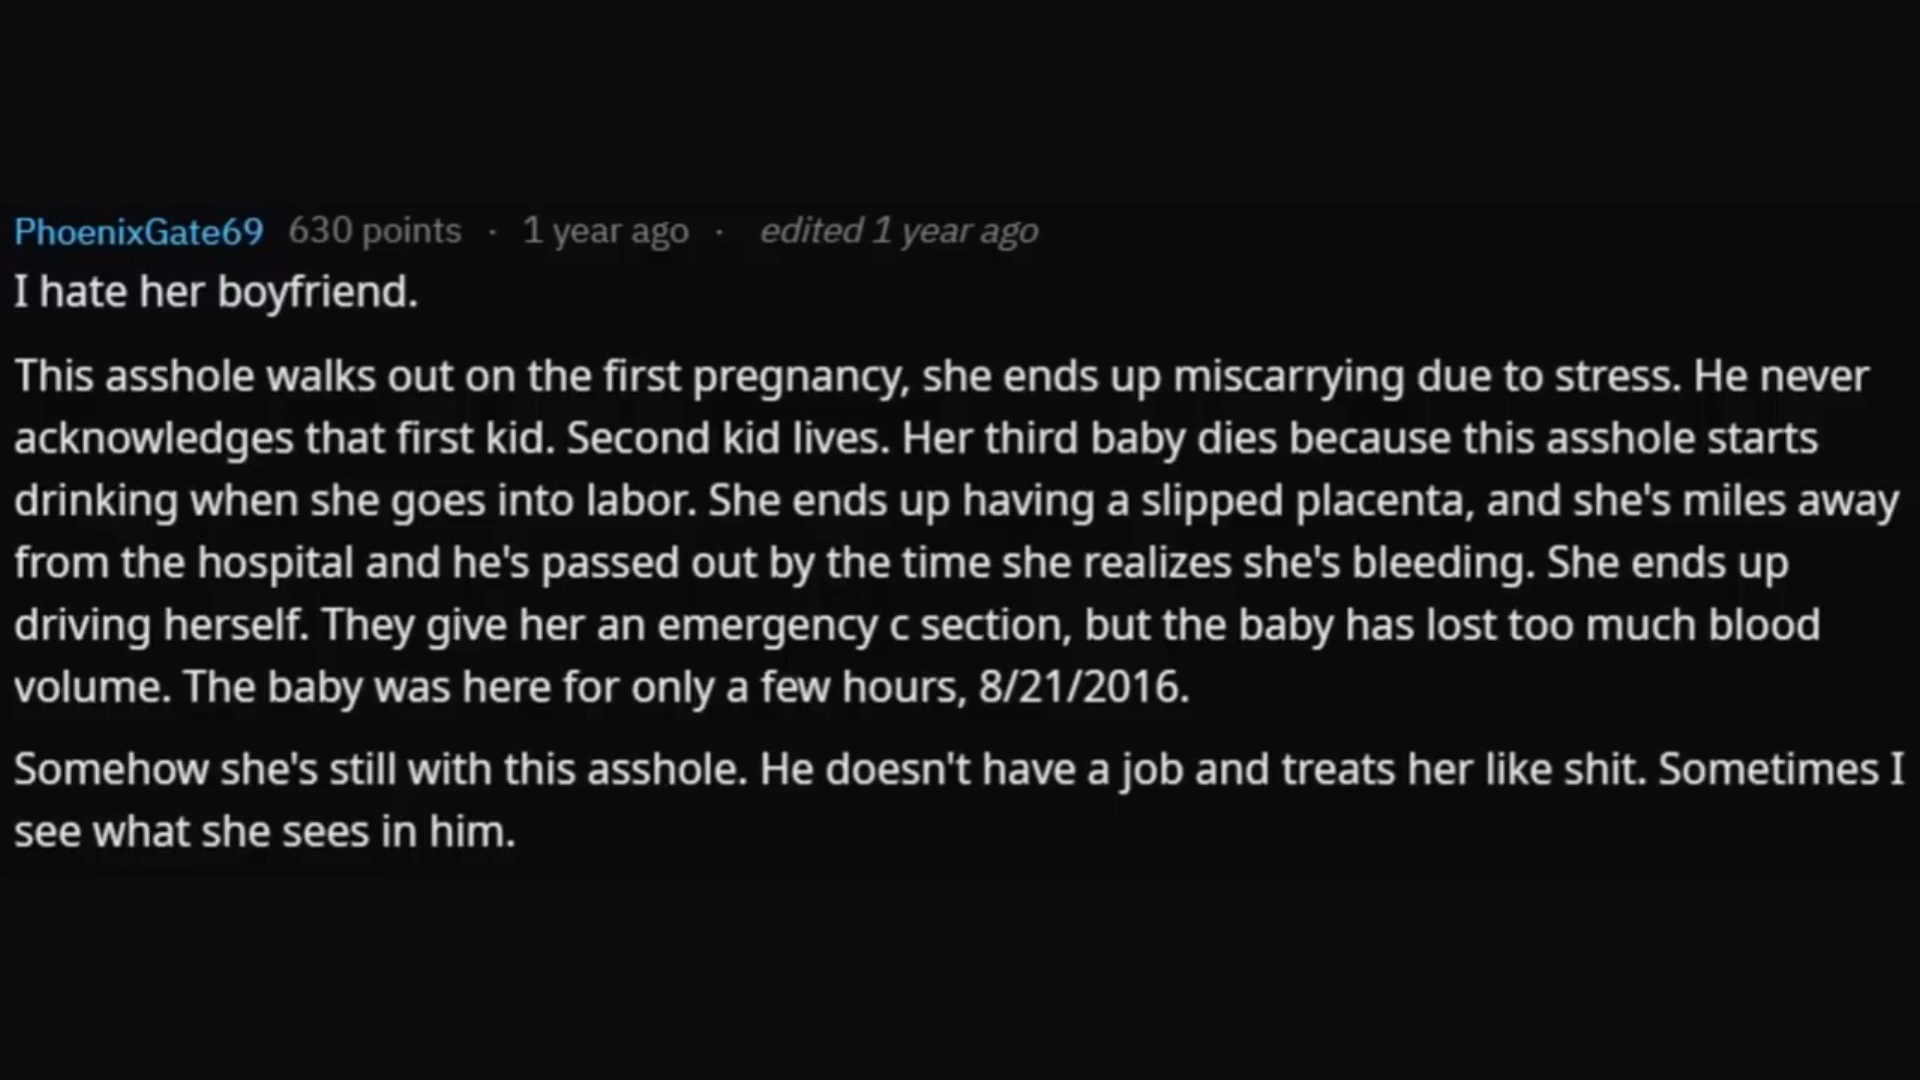 PhoenixGate69 630 points · 1 year ago · edited 1 year ago
I hate her boyfriend.
This asshole walks out on the first pregnancy, she ends up miscarrying due to stress. He never
acknowledges that first kid. Second kid lives. Her third baby dies because this asshole starts
drinking when she goes into labor. She ends up having a slipped placenta, and she's miles away
from the hospital and he's passed out by the time she realizes she's bleeding. She ends up
driving herself. They give her an emergency c section, but the baby has lost too much blood
volume. The baby was here for only a few hours, 8/21/2016.
Somehow she's still with this asshole. He doesn't have a job and treats her like shit. Sometimes I
see what she sees in him.